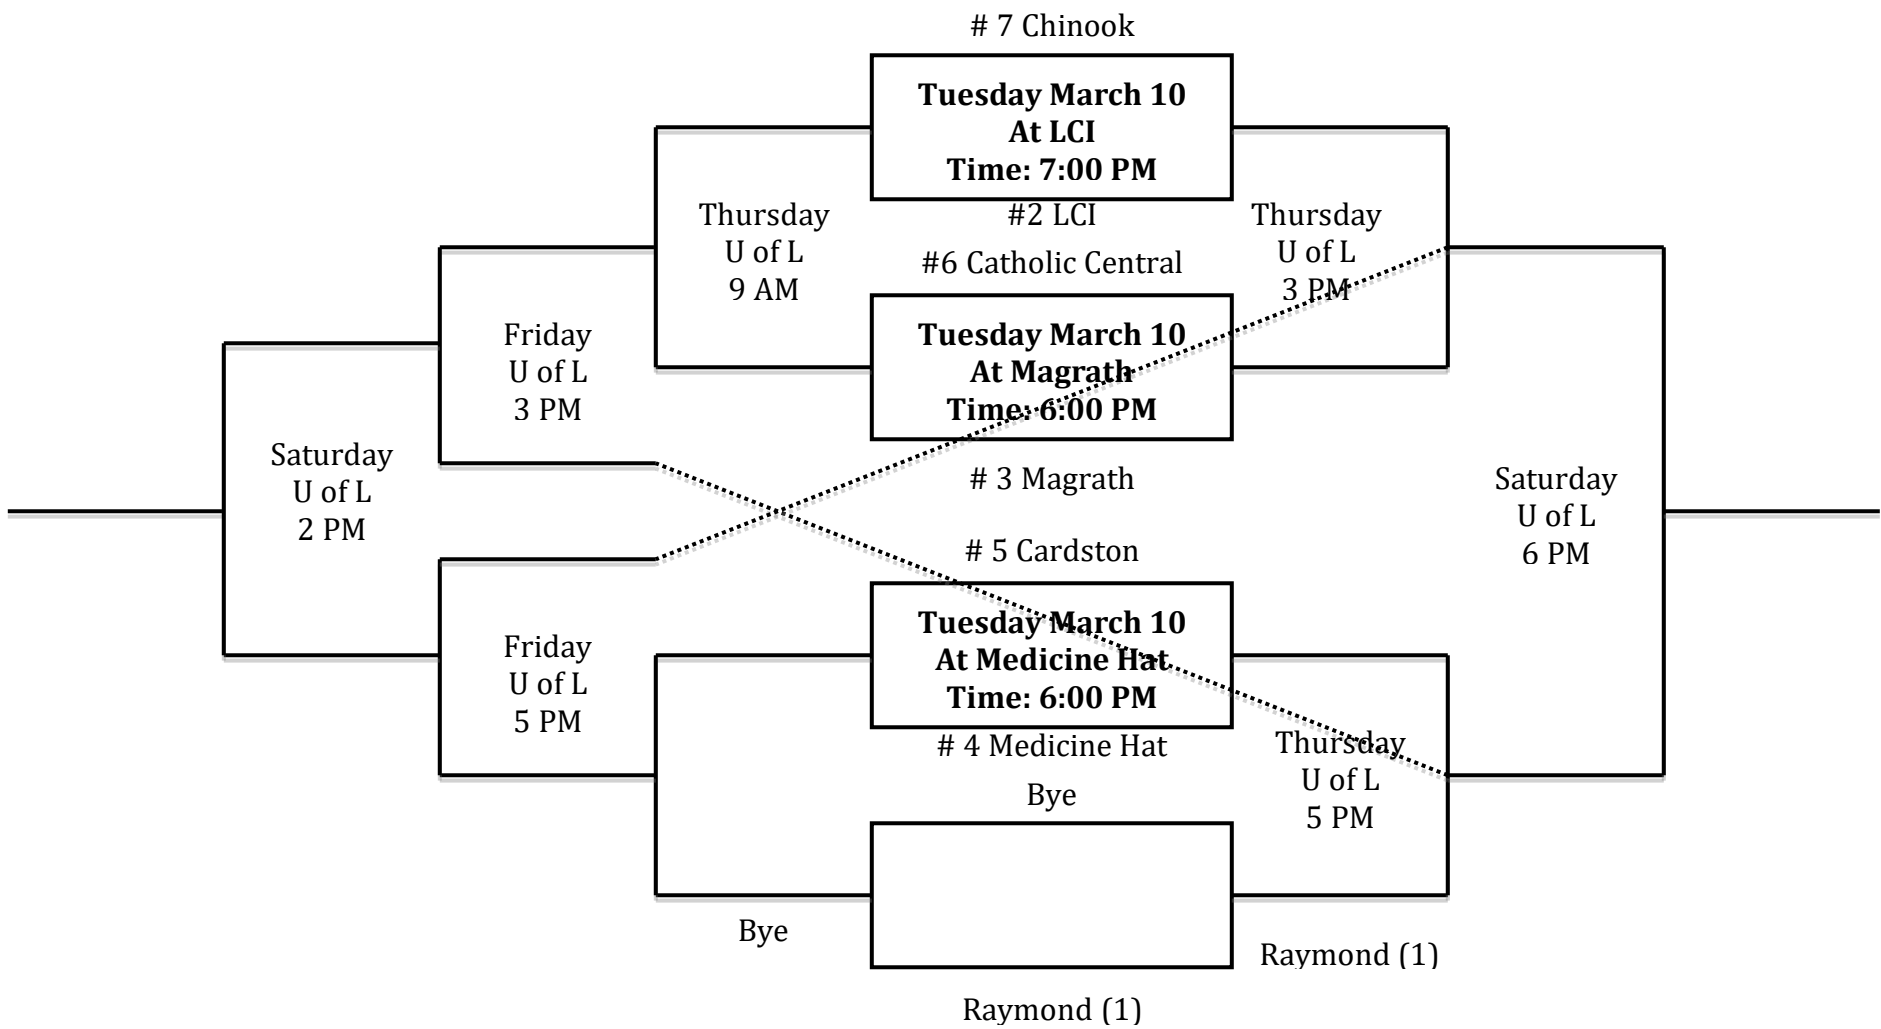 # 7 Chinook
Tuesday March 10
At LCI
Time: 7:00 PM
#2 LCI
Thursday
U of L
9 AM
Thursday
U of L
3 PM
#6 Catholic Central
Tuesday March 10
At Magrath
Time: 6:00 PM
# 3 Magrath
Friday
U of L
3 PM
Saturday
U of L
2 PM
Saturday
U of L
6 PM
# 5 Cardston
Tuesday March 10
At Medicine Hat
Time: 6:00 PM
# 4 Medicine Hat
Friday
U of L
5 PM
Thursday
U of L
5 PM
Bye
Bye
Raymond (1)
Raymond (1)